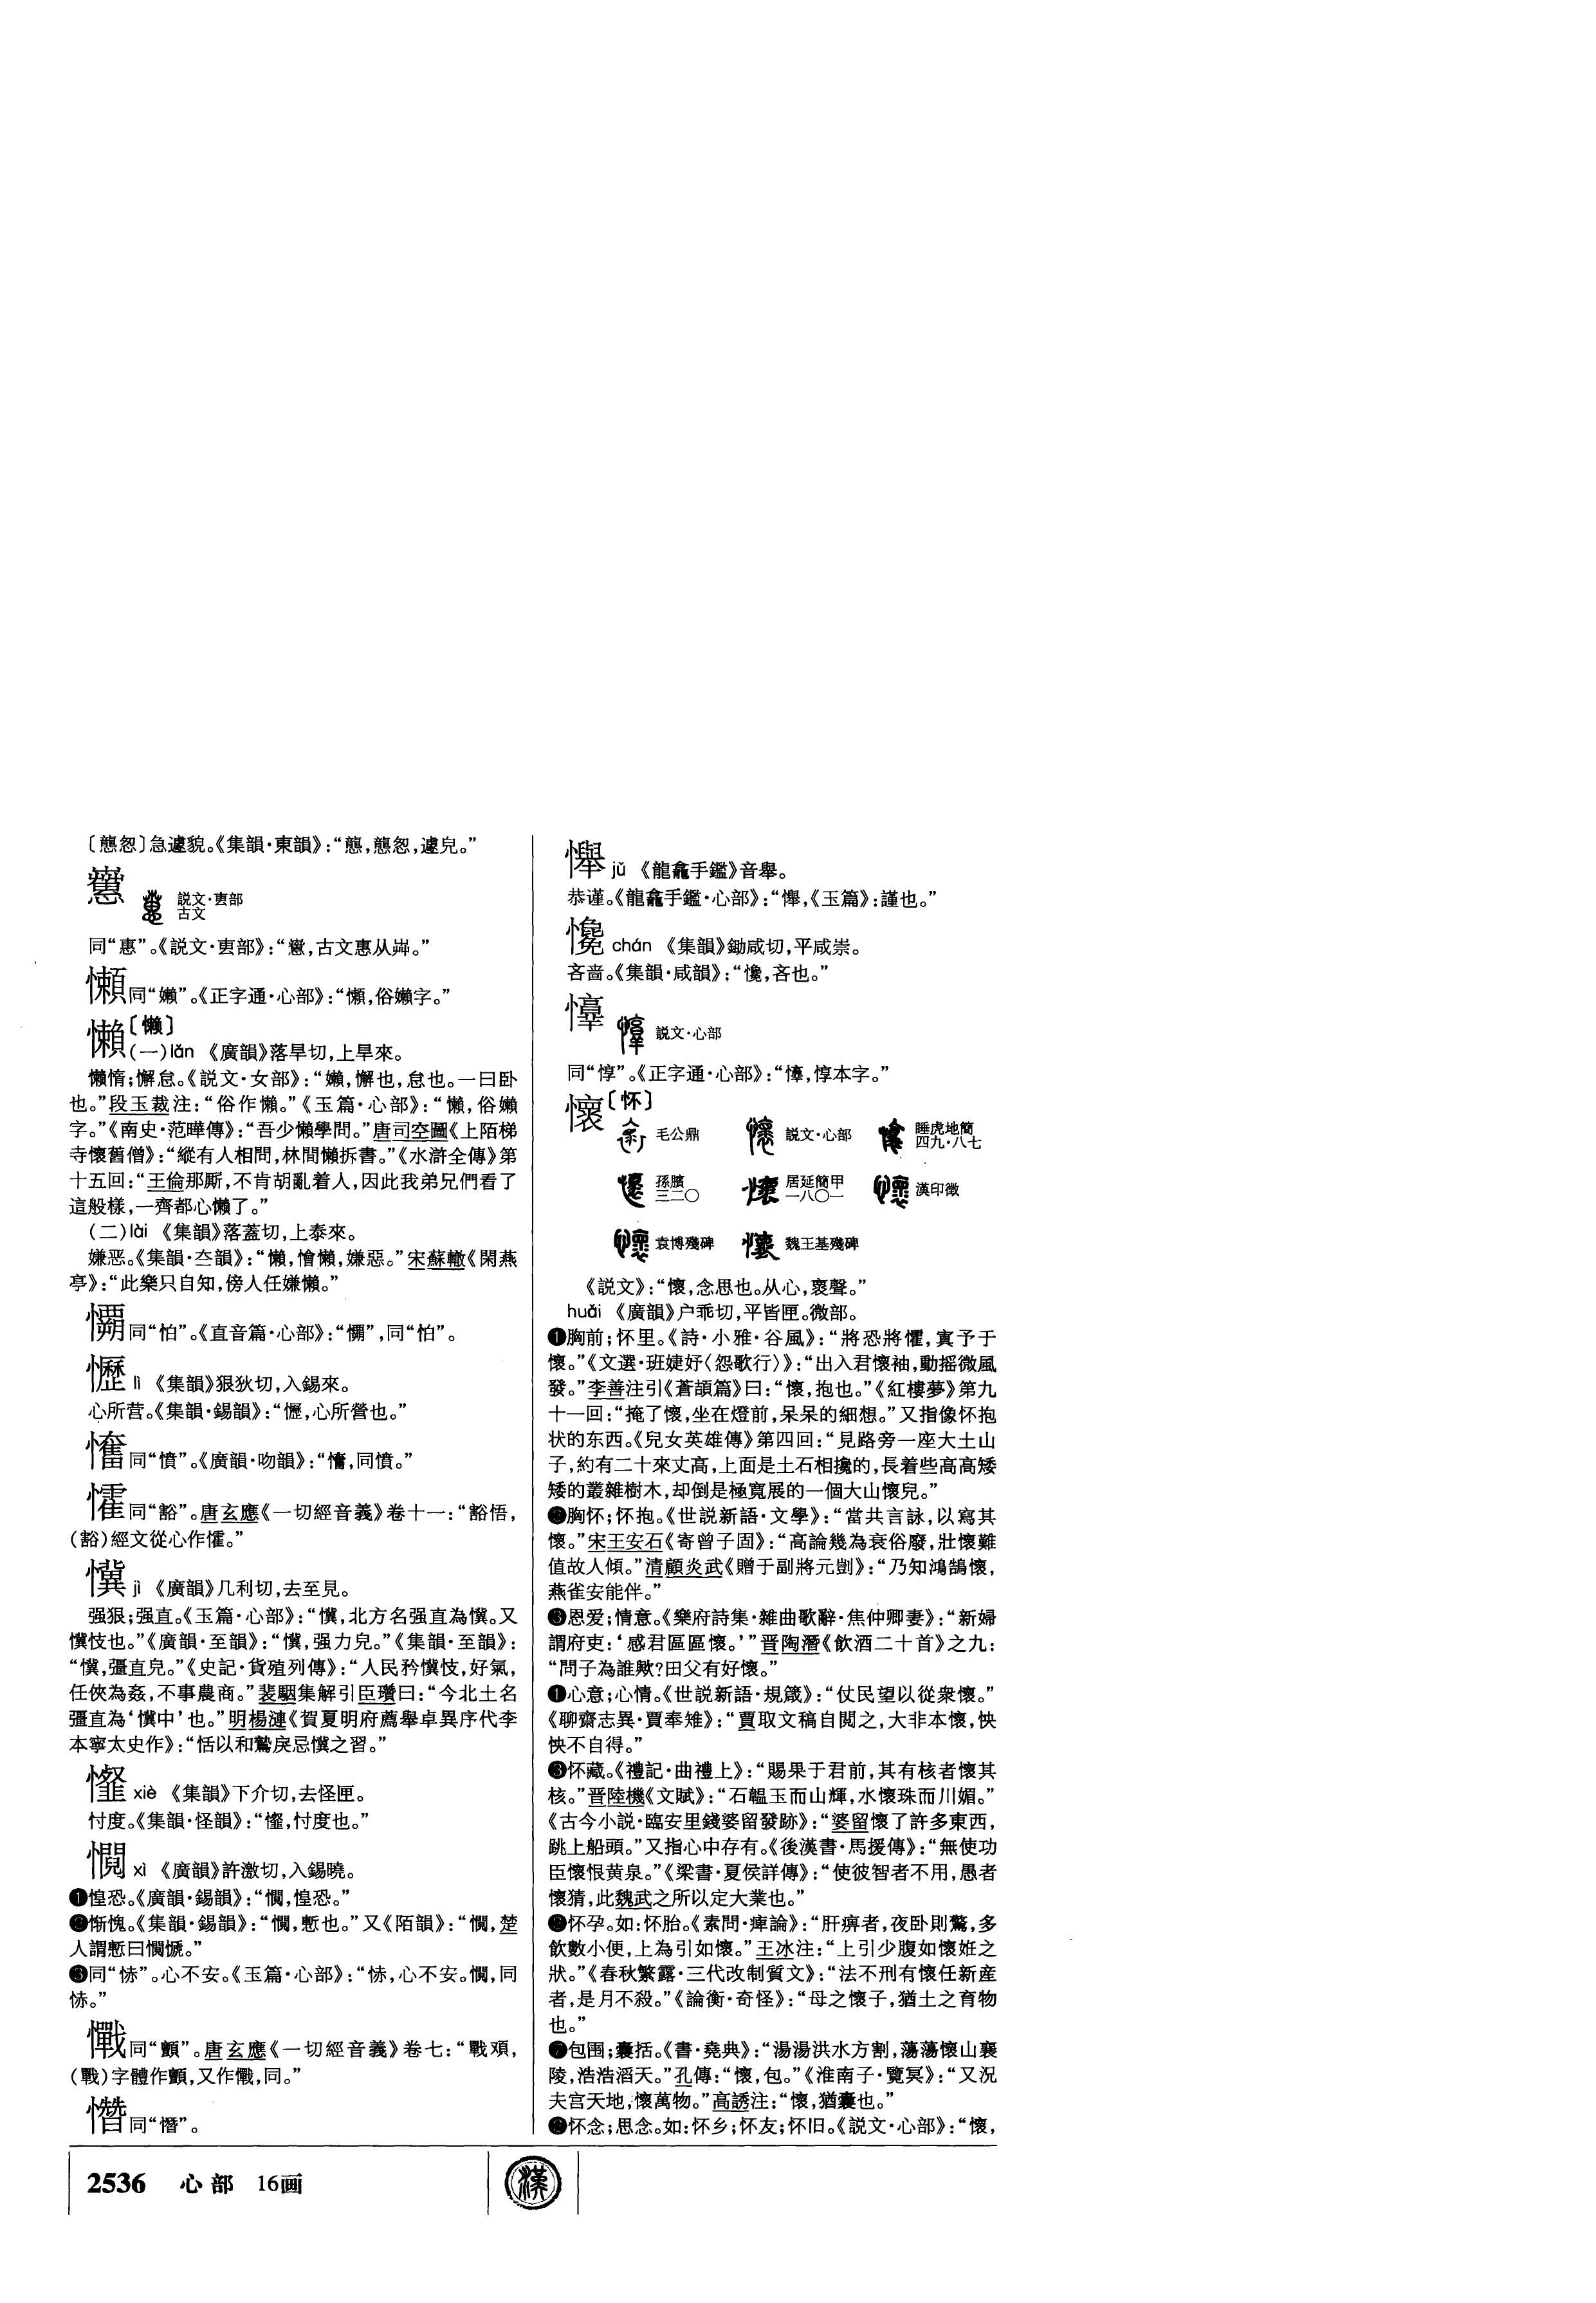 〔㦕怱〕急遽貌。《集韻·東韻》：“㦕，㦕怱，遽皃。”
説文·叀部
古文
同“惠”。《説文·叀部》：“，古文惠从芔。”
懶同“嬾”。《正字通·心部》：“懶，俗嬾字。”
懶〔懒〕
(一)lǎn 《廣韻》落旱切，上旱來。
懒惰；懈怠。《説文·女部》：“嬾，懈也，怠也。一曰卧
也。”段玉裁注：“俗作懶。”《玉篇·心部》：“懶，俗嬾
字。”《南史·范曄傳》：“吾少懶學問。”唐司空圖《上陌梯
寺懷舊僧》：“縱有人相問，林間懶拆書。”《水滸全傳》第
十五回：“王倫那厮，不肯胡亂着人，因此我弟兄們看了
這般樣，一齊都心懶了。”
(二)lài 《集韻》落蓋切，上泰來。
嫌恶。《集韻·夳韻》：“懶，懀懶，嫌惡。”宋蘇轍《閑燕
亭》：“此樂只自知，傍人任嫌懶。”
同“怕”。《直音篇·心部》：“”，同“怕”。
lì 《集韻》狠狄切，入錫來。
心所营。《集韻·錫韻》：“，心所營也。”
同“憤”。《廣韻·吻韻》：“，同憤。”
同“豁”。唐玄應《一切經音義》卷十一：“豁悟，
(豁)經文從心作。”
懻 jì 《廣韻》几利切，去至見。
强狠；强直。《玉篇·心部》：“懻，北方名强直為懻。又
懻忮也。”《廣韻·至韻》：“懻，强力皃。”《集韻·至韻》：
“懻，彊直皃。”《史記·貨殖列傳》：“人民矜懻忮，好氣，
任俠為姦，不事農商。”裴駰集解引臣瓚曰：“今北土名
彊直為‘懻中’也。”明楊漣《賀夏明府薦舉卓異序代李
本寧太史作》：“恬以和鷙戾忌懻之習。”
xiè 《集韻》下介切，去怪匣。
忖度。《集韻·怪韻》：“，忖度也。”
xì 《廣韻》許激切，入錫曉。
❶惶恐。《廣韻·錫韻》：“，惶恐。”
❷惭愧。《集韻·錫韻》：“，慙也。”又《陌韻》：“，楚
人謂慙曰。”
❸同“㤸”。心不安。《玉篇·心部》：“，心不安。，同
。”
同“顫”。唐玄應《一切經音義》卷七：“戰頑，
(戰)字體作顫，又作，同。”
同“憯”。
jǔ 《龍龕手鑑》音舉。
恭谨。《龍龕手鑑·心部》：“，《玉篇》：謹也。”
chán 《集韻》鋤咸切，平咸崇。
吝啬。《集韻·咸韻》：“，吝也。”
説文·心部
同“惇”。《正字通·心部》：“，惇本字。”
懷〔怀〕
毛公鼎 説文·心部 睡虎地簡
四九·八七
孫臏
三二〇 居延簡甲
一八〇一 漢印徵
袁博殘碑 魏王基殘碑
《説文》：“懷，念思也。从心，褱聲。”
huái 《廣韻》户乖切，平皆匣。微部。
❶胸前；怀里。《詩·小雅·谷風》：“將恐將懼，寘予于
懷。”《文選·班婕妤〈怨歌行〉》：“出入君懷袖，動摇微風
發。”李善注引《蒼頡篇》曰：“懷，抱也。”《紅樓夢》第九
十一回：“掩了懷，坐在燈前，呆呆的細想。”又指像怀抱
状的东西。《兒女英雄傳》第四回：“見路旁一座大土山
子，約有二十來丈高，上面是土石相攙的，長着些高高矮
矮的叢雜樹木，却倒是極寬展的一個大山懷兒。”
❷胸怀；怀抱。《世説新語·文學》：“當共言詠，以寫其
懷。”宋王安石《寄曾子固》：“高論幾為衰俗廢，壯懷難
值故人傾。”清顧炎武《贈于副將元剴》：“乃知鴻鵠懷，
燕雀安能伴。”
❸恩爱；情意。《樂府詩集·雜曲歌辭·焦仲卿妻》：“新婦
謂府吏：‘感君區區懷。’”晋陶潛《飲酒二十首》之九：
“問子為誰歟？田父有好懷。”
❹心意；心情。《世説新語·規箴》：“仗民望以從衆懷。”
《聊齋志異·賈奉雉》：“賈取文稿自閲之，大非本懷，怏
怏不自得。”
❺怀藏。《禮記·曲禮上》：“賜果于君前，其有核者懷其
核。”晋陸機《文賦》：“石韞玉而山輝，水懷珠而川媚。”
《古今小説·臨安里錢婆留發跡》：“婆留懷了許多東西，
跳上船頭。”又指心中存有。《後漢書·馬援傳》：“無使功
臣懷恨黄泉。”《梁書·夏侯詳傳》：“使彼智者不用，愚者
懷猜，此魏武之所以定大業也。”
❻怀孕。如：怀胎。《素問·痺論》：“肝痹者，夜卧則驚，多
飲數小便，上為引如懷。”王冰注：“上引少腹如懷妊之
狀。”《春秋繁露·三代改制質文》：“法不刑有懷任新産
者，是月不殺。”《論衡·奇怪》：“母之懷子，猶土之育物
也。”
❼包围；囊括。《書·堯典》：“湯湯洪水方割，蕩蕩懷山襄
陵，浩浩滔天。”孔傳：“懷，包。”《淮南子·覽冥》：“又況
夫宫天地，懷萬物。”高誘注：“懷，猶囊也。”
❽怀念；思念。如：怀乡；怀友；怀旧。《説文·心部》：“懷，
2536 心部 16画
漢